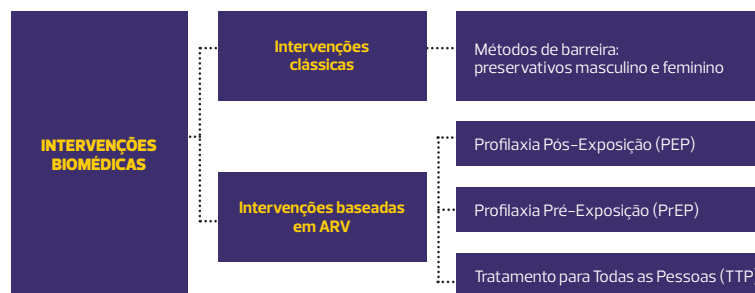 Intervenções
clássicas
Métodos de barreira:
preservativos masculino e feminino
INTERVENÇÕES
BIOMÉDICAS
Profilaxia Pós-Exposição (PEP)
Intervenções baseadas
em ARV
Profilaxia Pré-Exposição (PrEP)
Tratamento para Todas as Pessoas (TTP)